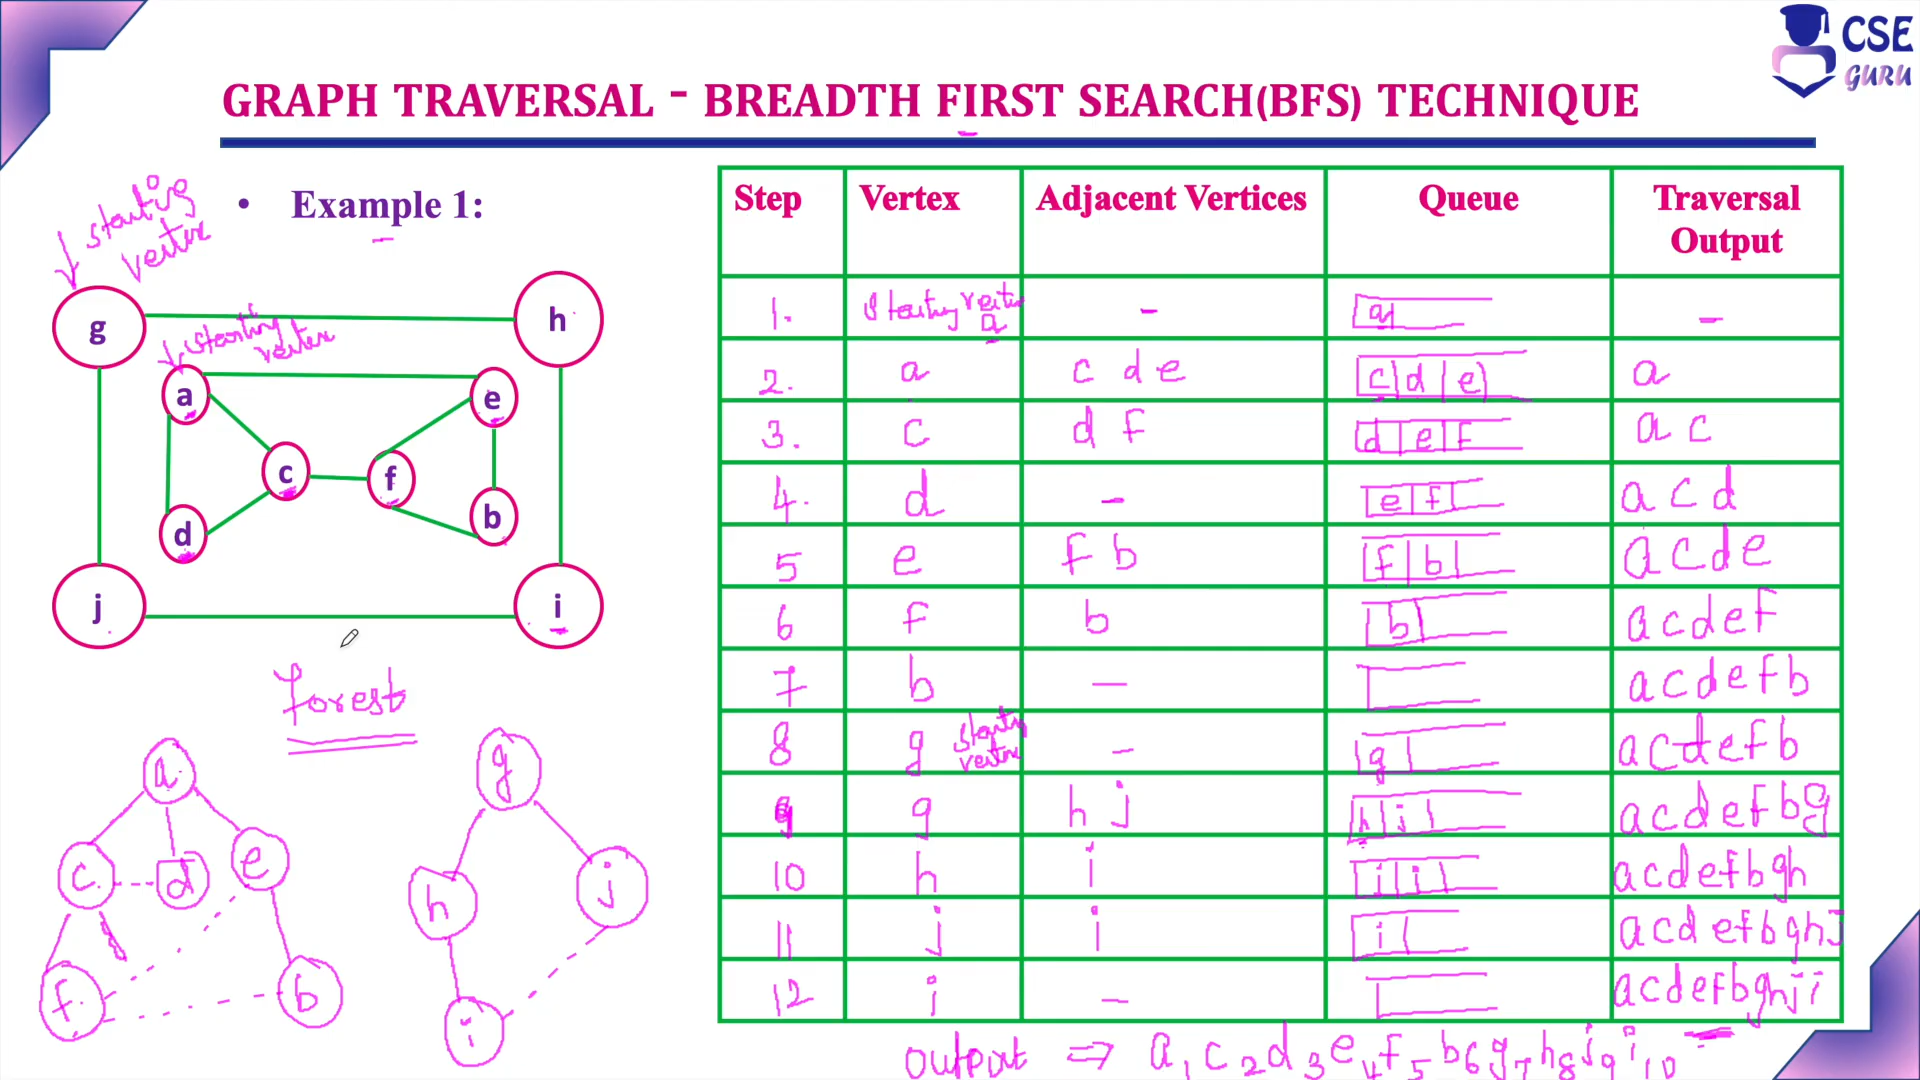 CSE
GURU
GRAPH TRAVERSAL - BREADTH FIRST SEARCH(BFS) TECHNIQUE
• Example 1:
starting
vertex
g
h
starting
vertex
a
e
c
f
b
d
j
i
Forest
a
g
c d e
h j
f b
i
Step Vertex Adjacent Vertices Queue Traversal Output
1. Starting vertex a - a -
2. a c d e c d e a
3. c d f d e f a c
4. d - e f a c d
5 e f b f b a c d e
6 f b b a c d e f
7 b - a c d e f b
8 g starting vertex - g a c d e f b
9 g h j h j a c d e f b g
10 h i j i a c d e f b g h
11 j i i a c d e f b g h j
12 i - a c d e f b g h j i
output ⇒ a1 c2 d3 e4 f5 b6 g7 h8 j9 i10